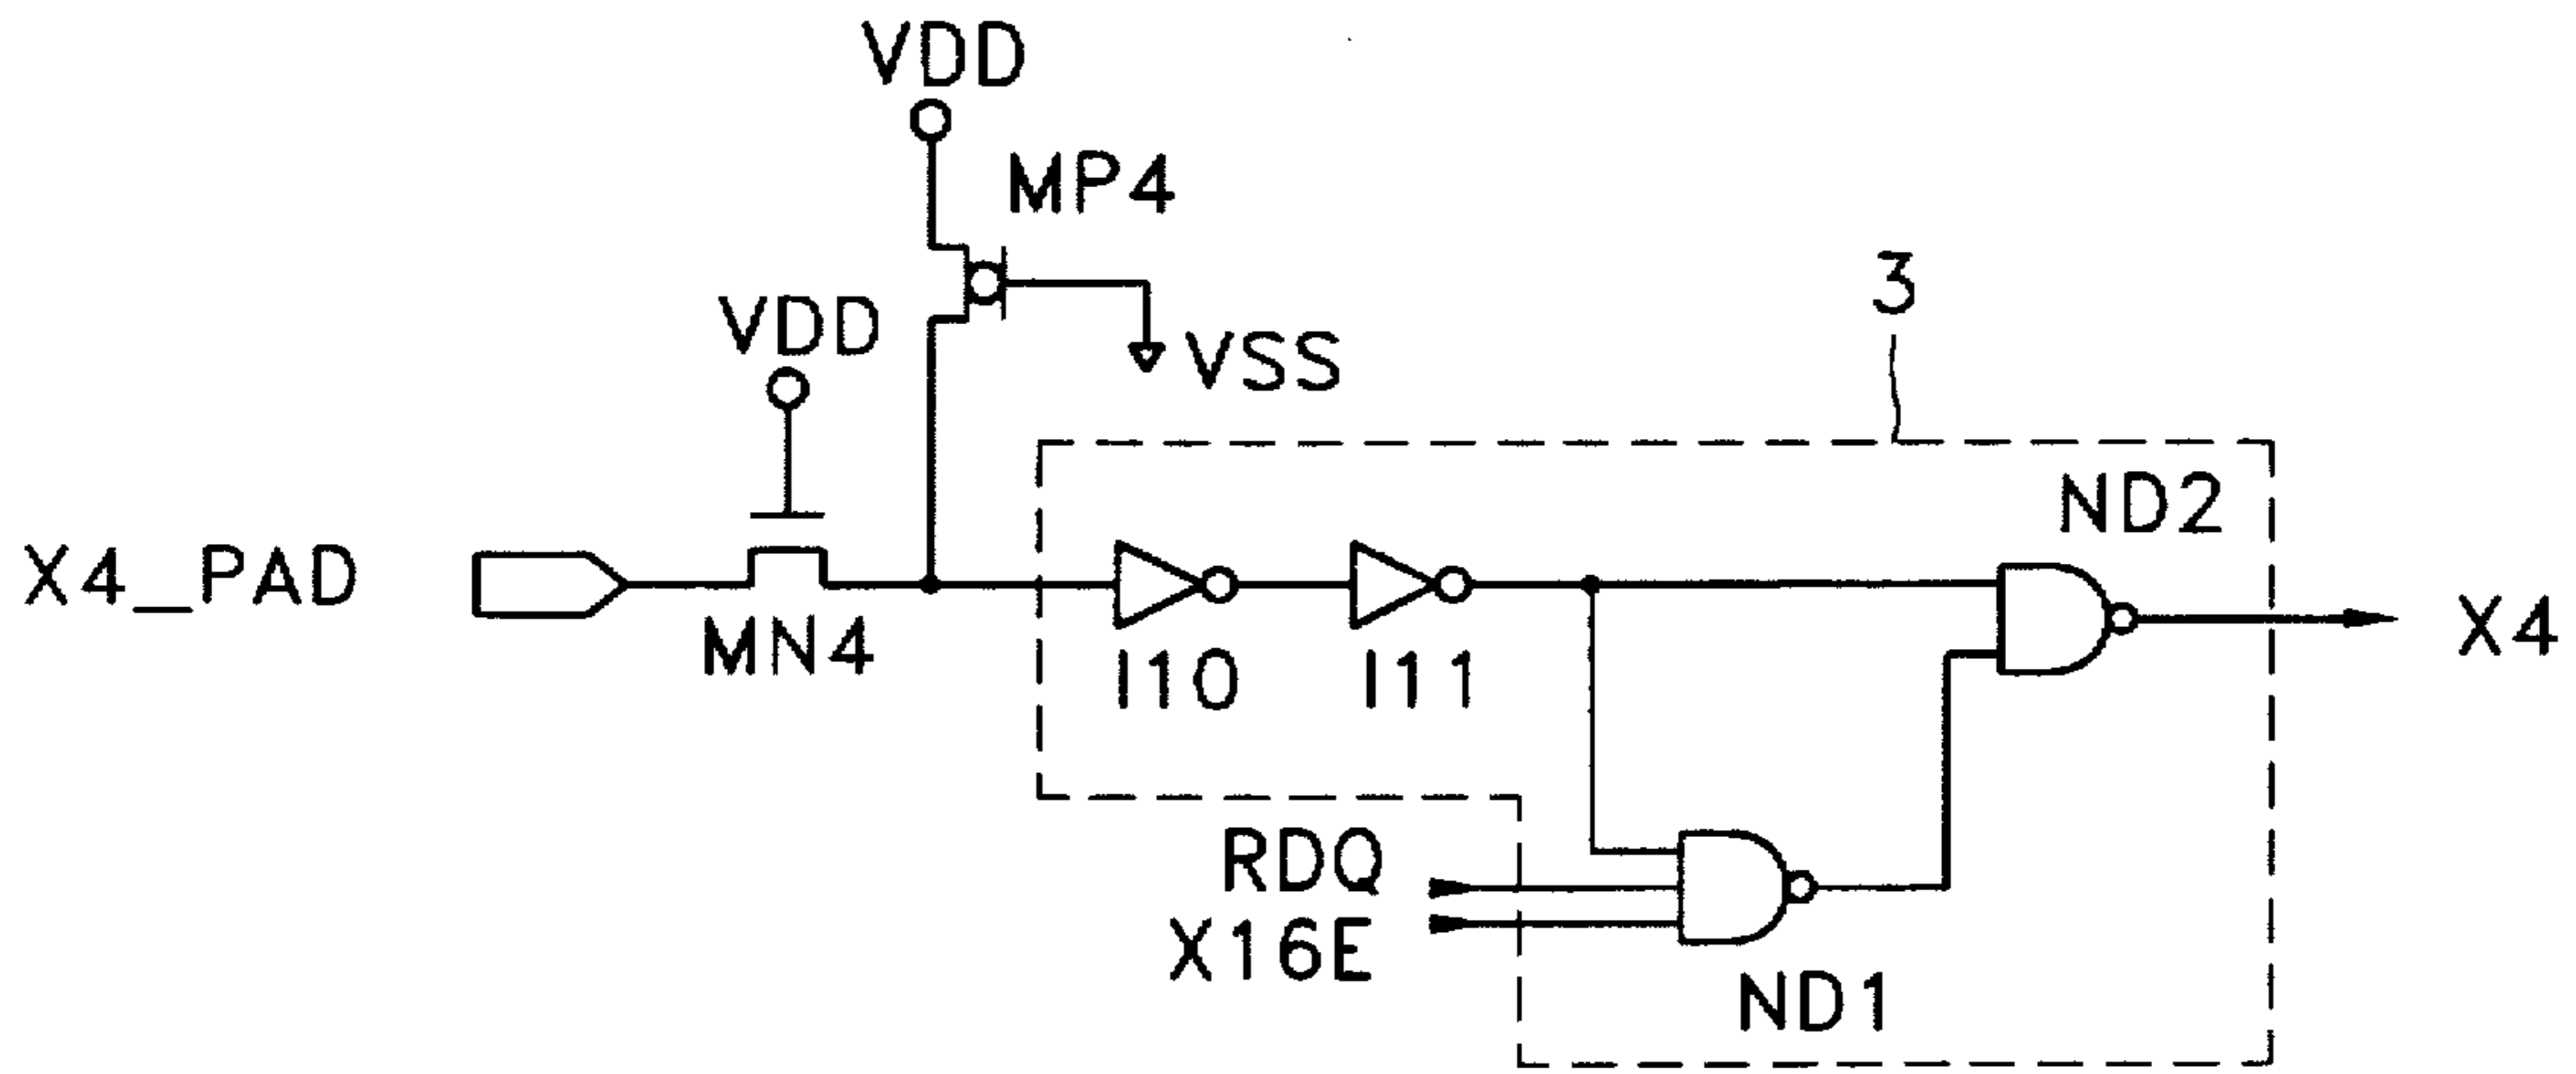 VDD
MP4
VDD
VSS
3
ND2
X4_PAD
MN4
I10
I11
X4
RDQ
X16E
ND1